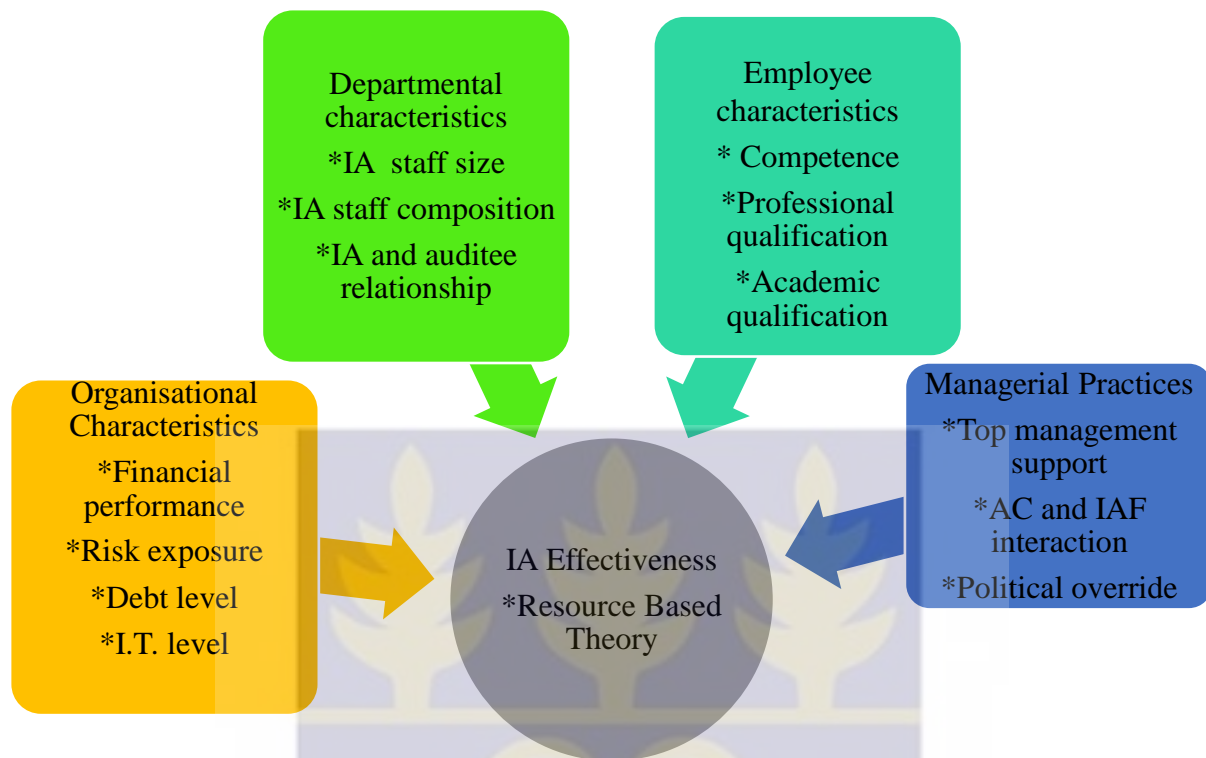 Departmental
characteristics
*IA staff size
*IA staff composition
*IA and auditee
relationship
Employee
characteristics
* Competence
*Professional
qualification
*Academic
qualification
Organisational
Characteristics
*Financial
performance
*Risk exposure
*Debt level
*I.T. level
Managerial Practices
*Top management
support
*AC and IAF
interaction
*Political override
IA Effectiveness
*Resource Based
Theory